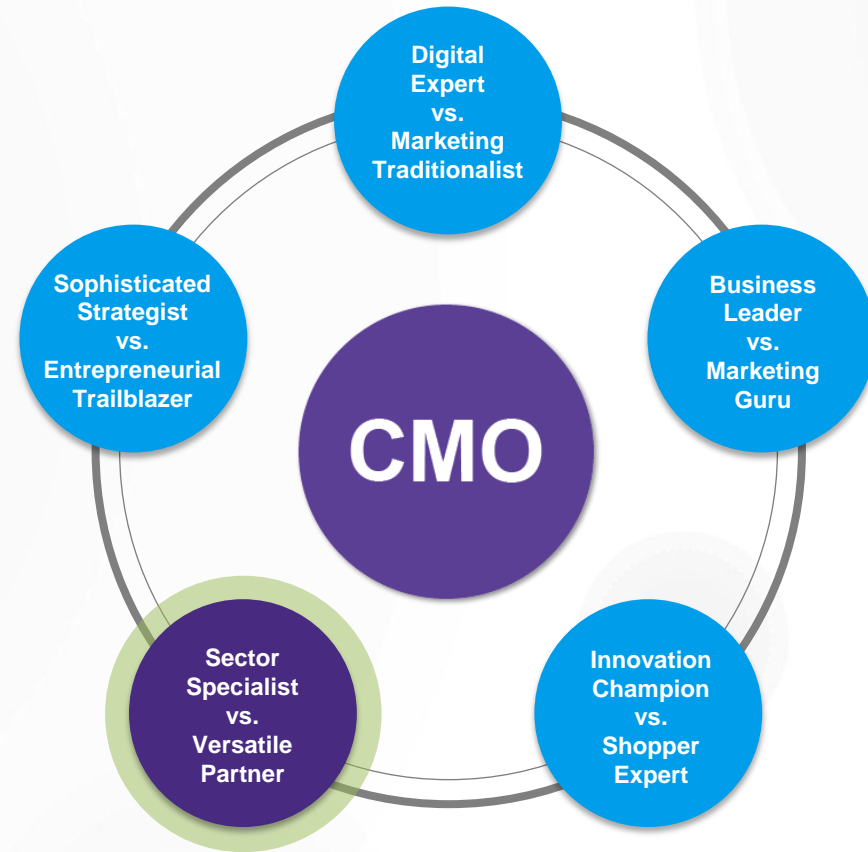 Digital
Expert
vs.
Marketing
Traditionalist
Sophisticated
Strategist
vs.
Entrepreneurial
Trailblazer
Business
Leader
vs.
Marketing
Guru
CMO
Sector
Specialist
vs.
Versatile
Partner
Innovation
Champion
vs.
Shopper
Expert